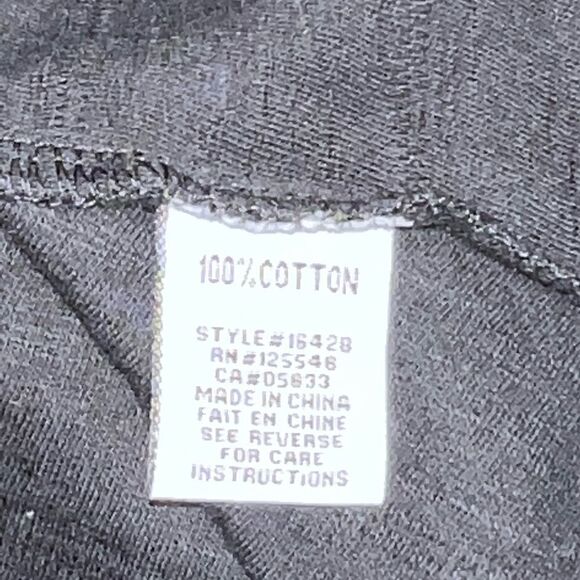 100% COTTON
STYLE#16428
RN#125546
CA#05633
MADE IN CHINA
FAIT EN CHINE
SEE REVERSE
FOR CARE
INSTRUCTIONS